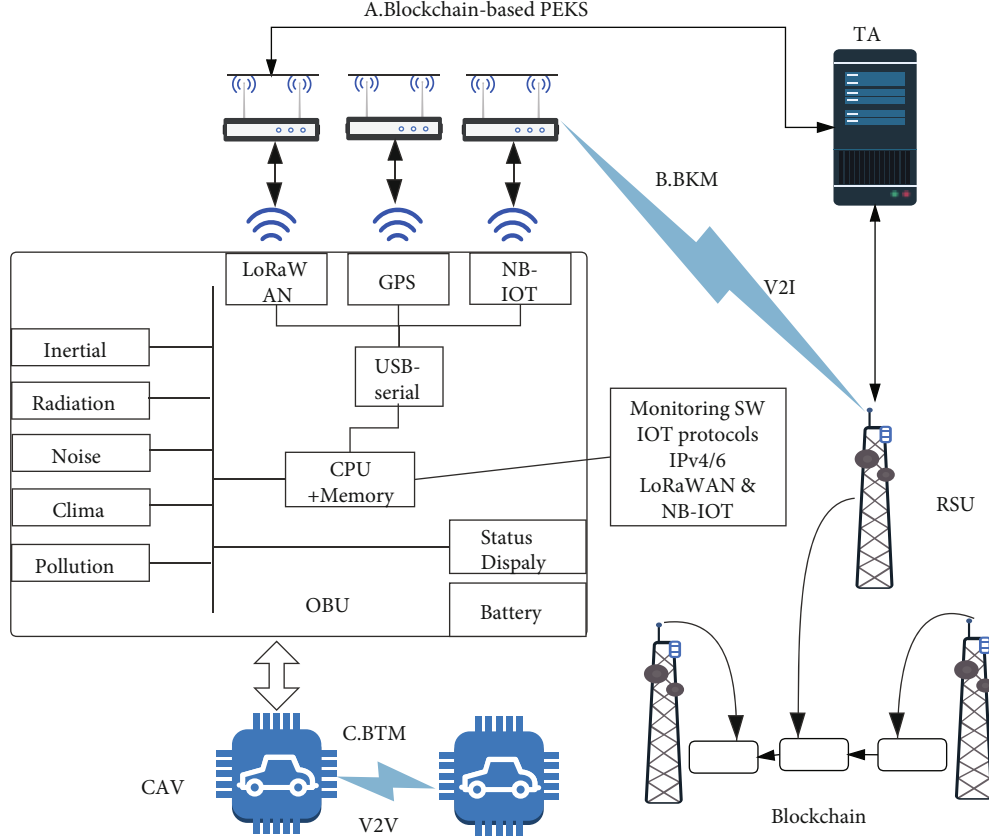 A.Blockchain-based PEKS
TA
B.BKM
V2I
LoRaW
AN
GPS
NB-
IOT
Inertial
Radiation
Noise
Clima
Pollution
USB-
serial
CPU
+Memory
Monitoring SW
IOT protocols
IPv4/6
LoRaWAN &
NB-IOT
RSU
Status
Dispaly
OBU
Battery
C.BTM
CAV
V2V
Blockchain